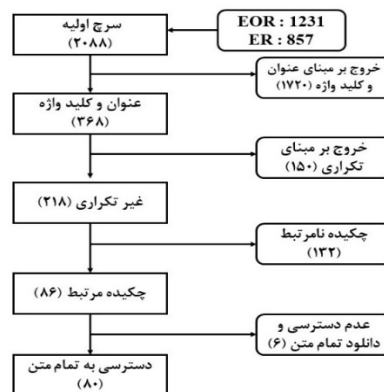 سرچ اولیه
(۲۰۸۸)
EOR : 1231
ER : 857
خروج بر مبنای عنوان
و کلید واژه (۱۷۲۰)
عنوان و کلید واژه
(۳۶۸)
خروج بر مبنای
تکراری (۱۵۰)
غیر تکراری (۲۱۸)
چکیده نامرتبط
(۱۳۲)
چکیده مرتبط (۸۶)
عدم دسترسی و
دانلود تمام متن (۶)
دسترسی به تمام متن
(۸۰)